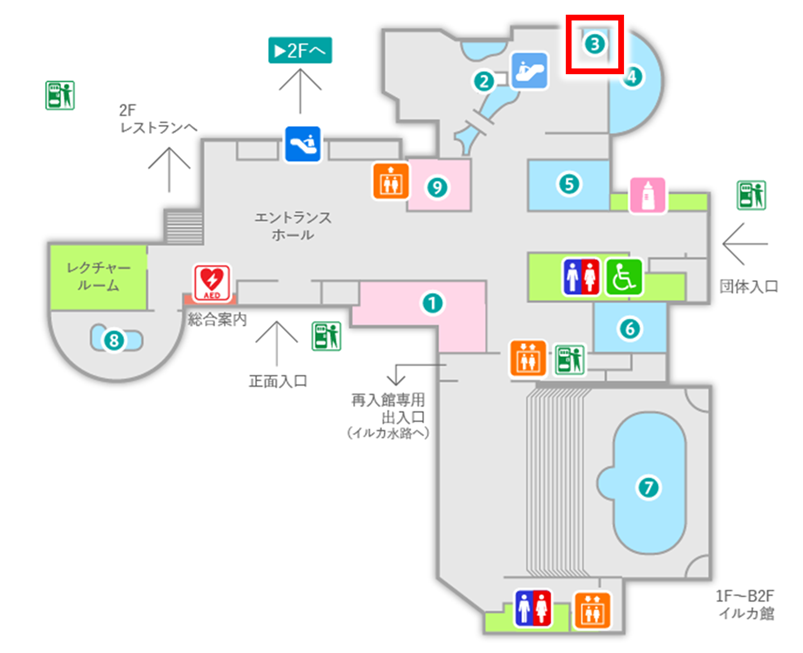 ▶2Fへ
③
②
④
2F
レストランへ
⑨
⑤
エントランス
ホール
レクチャー
ルーム
AED
総合案内
団体入口
①
⑥
⑧
正面入口
再入館専用
出入口
(イルカ水路へ)
⑦
1F～B2F
イルカ館